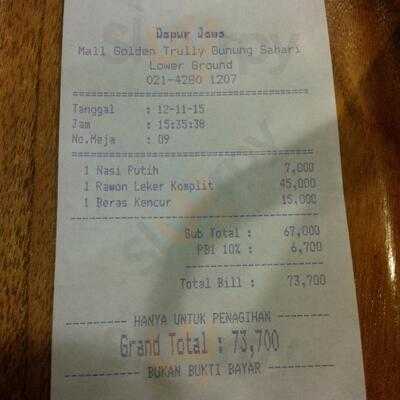 Dapur Jawa
Mall Golden Trully Gunung Sahari
Lower Ground
021-4280 1207
Tanggal : 12-11-15
Jam : 15:35:38
No.Meja : 09
1 Nasi Putih 7,000
1 Rawon Leker Komplit 45,000
1 Beras Kencur 15,000
Sub Total : 67,000
PB1 10% : 6,700
Total Bill : 73,700
HANYA UNTUK PENAGIHAN
Grand Total : 73,700
BUKAN BUKTI BAYAR